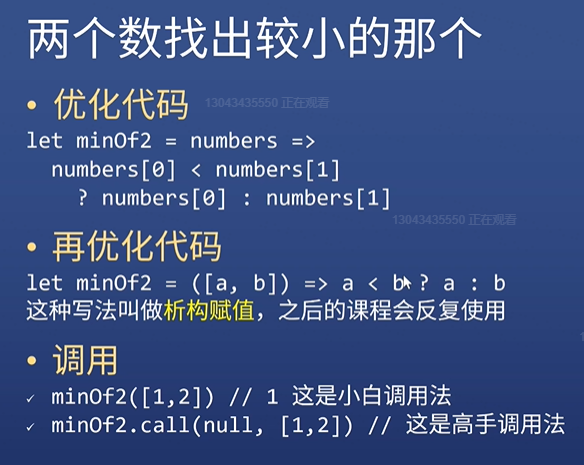 两个数找出较小的那个
• 优化代码
13043435550 正在观看
let minOf2 = numbers =>
numbers[0] < numbers[1]
? numbers[0] : numbers[1]
13043435550 正在观看
• 再优化代码
let minOf2 = ([a, b]) => a < b ? a : b
这种写法叫做析构赋值，之后的课程会反复使用
• 调用
✓ minOf2([1,2]) // 1 这是小白调用法
✓ minOf2.call(null, [1,2]) // 这是高手调用法